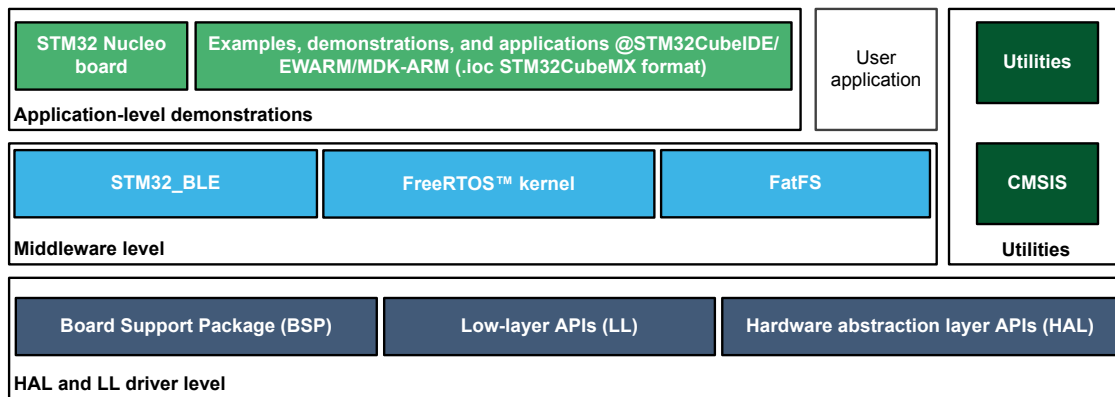 STM32 Nucleo
board
Examples, demonstrations, and applications @STM32CubeIDE/
EWARM/MDK-ARM (.ioc STM32CubeMX format)
Application-level demonstrations
User
application
Utilities
STM32_BLE
FreeRTOS™ kernel
FatFS
Middleware level
CMSIS
Utilities
Board Support Package (BSP)
Low-layer APIs (LL)
Hardware abstraction layer APIs (HAL)
HAL and LL driver level